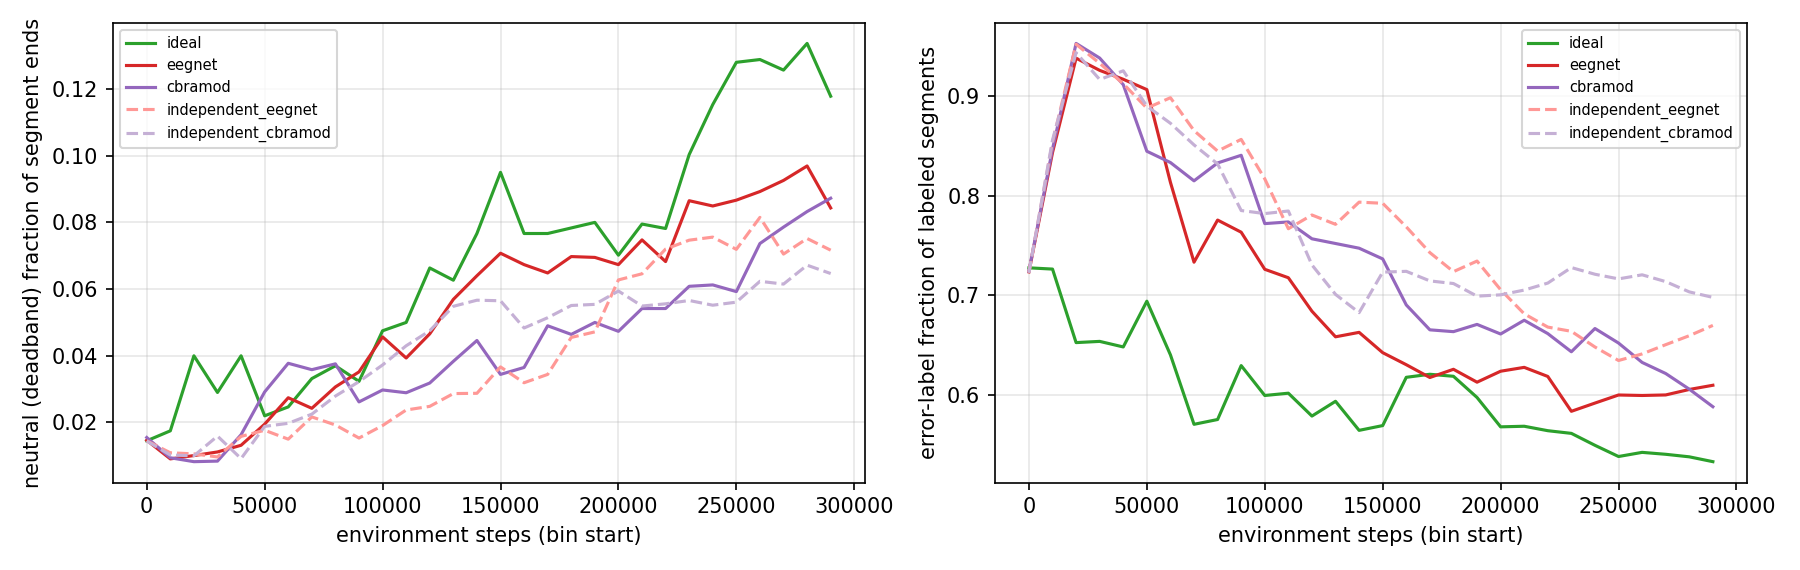 neutral (deadband) fraction of segment ends
0.12
0.10
0.08
0.06
0.04
0.02
ideal
eegnet
cbramod
independent_eegnet
independent_cbramod
0 50000 100000 150000 200000 250000 300000
environment steps (bin start)
error-label fraction of labeled segments
0.9
0.8
0.7
0.6
ideal
eegnet
cbramod
independent_eegnet
independent_cbramod
0 50000 100000 150000 200000 250000 300000
environment steps (bin start)